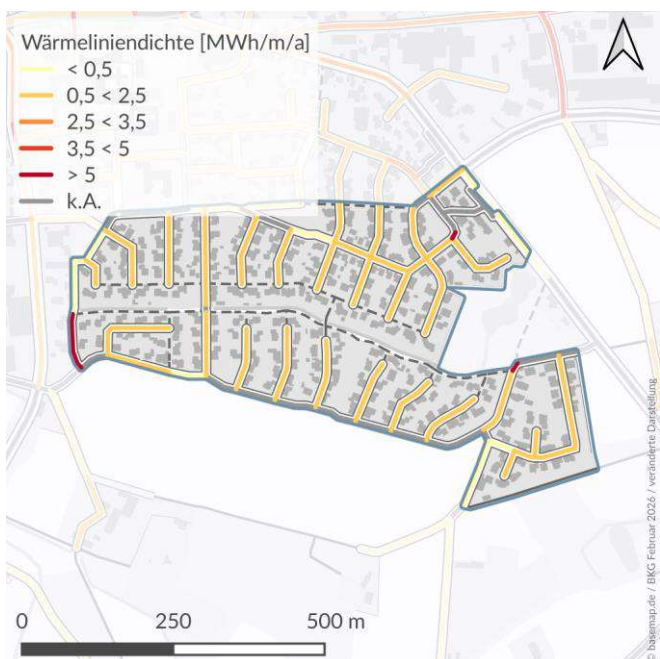 Wärmeliniendichte [MWh/m/a]
< 0,5
0,5 < 2,5
2,5 < 3,5
3,5 < 5
> 5
k.A.
0 250 500 m
© basemap.de / BKG Februar 2026 / veränderte Darstellung